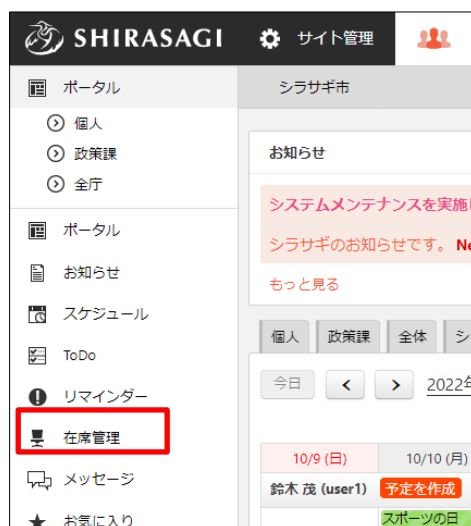 SHIRASAGI
サイト管理
ポータル
個人
政策課
全庁
ポータル
お知らせ
スケジュール
ToDo
リマインダー
在席管理
メッセージ
お気に入り
シラサギ市
お知らせ
システムメンテナンスを実施
シラサギのお知らせです。 Ne
もっと見る
個人 政策課 全体 シ
今日 2022年
10/9 (日) 10/10 (月)
鈴木 茂 (user1) 予定を作成
スポーツの日